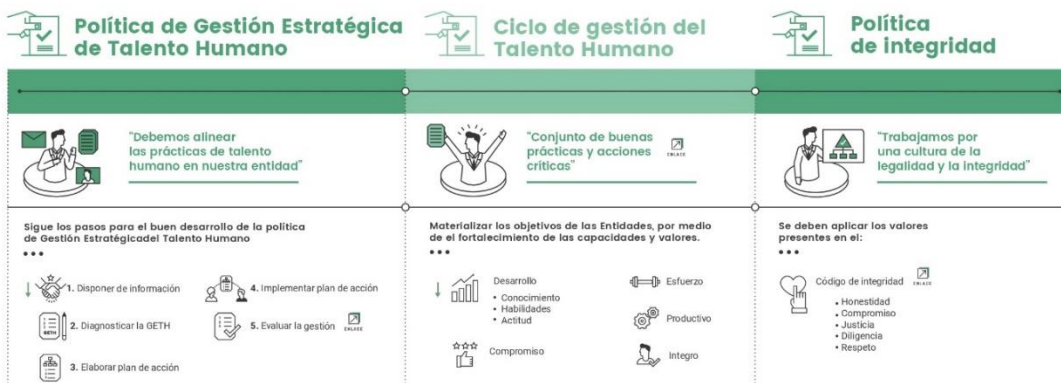 Política de Gestión Estratégica
de Talento Humano
"Debemos alinear
las prácticas de talento
humano en nuestra entidad"
Sigue los pasos para el buen desarrollo de la política
de Gestión Estratégicadel Talento Humano
1. Disponer de información
GETH
2. Diagnosticar la GETH
3. Elaborar plan de acción
4. Implementar plan de acción
5. Evaluar la gestión
ENLACE
Ciclo de gestión del
Talento Humano
"Conjunto de buenas
prácticas y acciones
críticas"
ENLACE
Materializar los objetivos de las Entidades, por medio
de el fortalecimiento de las capacidades y valores.
Desarrollo
• Conocimiento
• Habilidades
• Actitud
Compromiso
Esfuerzo
Productivo
Integro
Política
de integridad
"Trabajamos por
una cultura de la
legalidad y la integridad"
Se deben aplicar los valores
presentes en el:
Código de integridad
ENLACE
• Honestidad
• Compromiso
• Justicia
• Diligencia
• Respeto